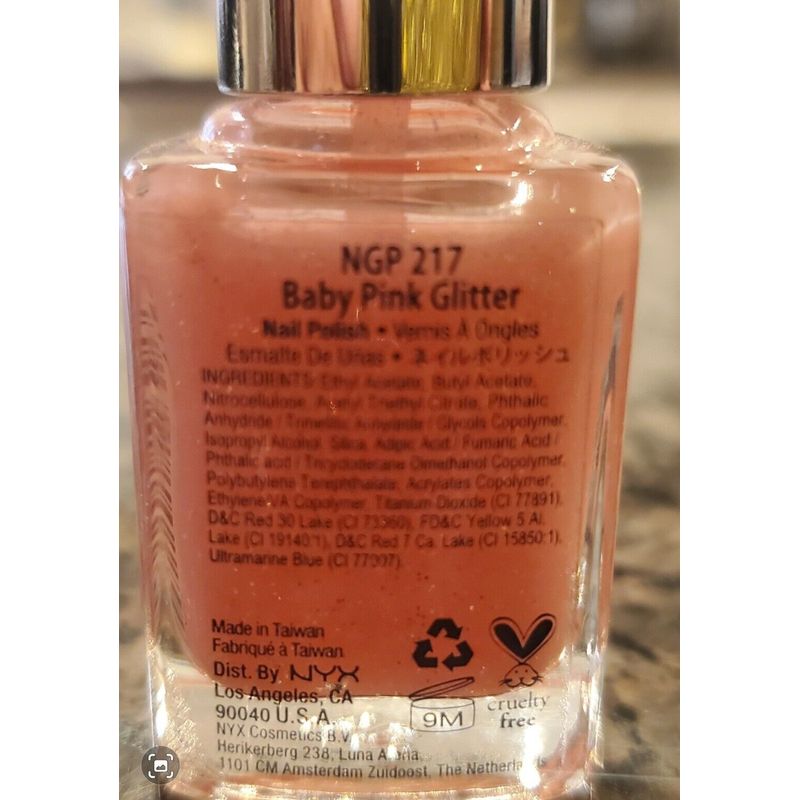 NGP 217
Baby Pink Glitter
Nail Polish • Vernis À Ongles
Esmalte De Uñas • ネイルポリッシュ
INGREDIENTS: Ethyl Acetate, Butyl Acetate,
Nitrocellulose, Acetyl Triethyl Citrate, Phthalic
Anhydride / Trimellitic Anhydride / Glycols Copolymer,
Isopropyl Alcohol, Silica, Adipic Acid / Fumaric Acid /
Phthalic acid / Tricyclodecane Dimethanol Copolymer,
Polybutylene Terephthalate, Acrylates Copolymer,
Ethylene/VA Copolymer, Titanium Dioxide (CI 77891),
D&C Red 30 Lake (CI 73360), FD&C Yellow 5 Al.
Lake (CI 19140:1), D&C Red 7 Ca. Lake (CI 15850:1),
Ultramarine Blue (CI 77007).
Made in Taiwan
Fabriqué à Taiwan
Dist. By NYX
Los Angeles, CA
90040 U.S.A.
NYX Cosmetics B.V.
Herikerberg 238, Luna
1101 CM Amsterdam Zuidoost, The Netherlands
9M
cruelty
free